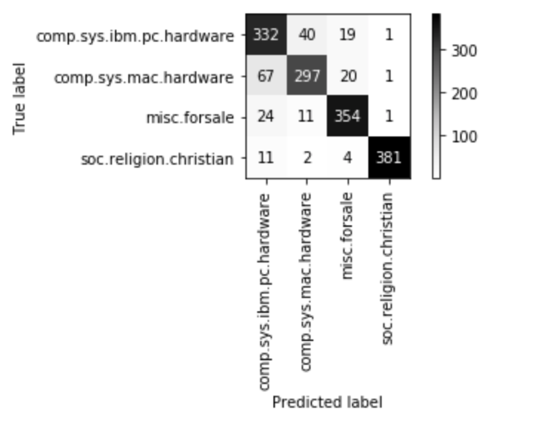 True label
comp.sys.ibm.pc.hardware 332 40 19 1
comp.sys.mac.hardware 67 297 20 1
misc.forsale 24 11 354 1
soc.religion.christian 11 2 4 381
300
200
100
comp.sys.ibm.pc.hardware
comp.sys.mac.hardware
misc.forsale
soc.religion.christian
Predicted label